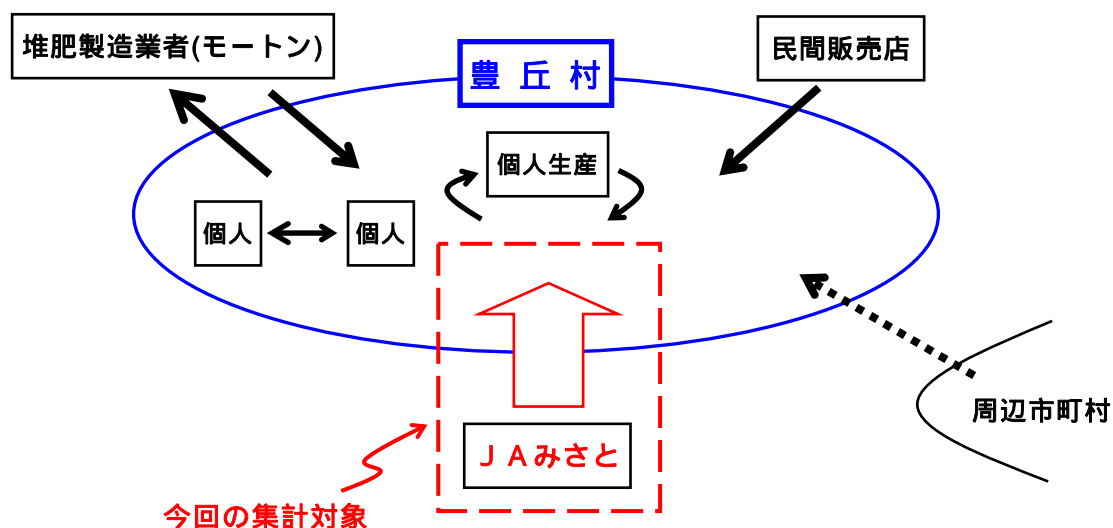 堆肥製造業者(モートン)
豊丘村
民間販売店
個人生産
個人
個人
周辺市町村
ＪＡみさと
今回の集計対象